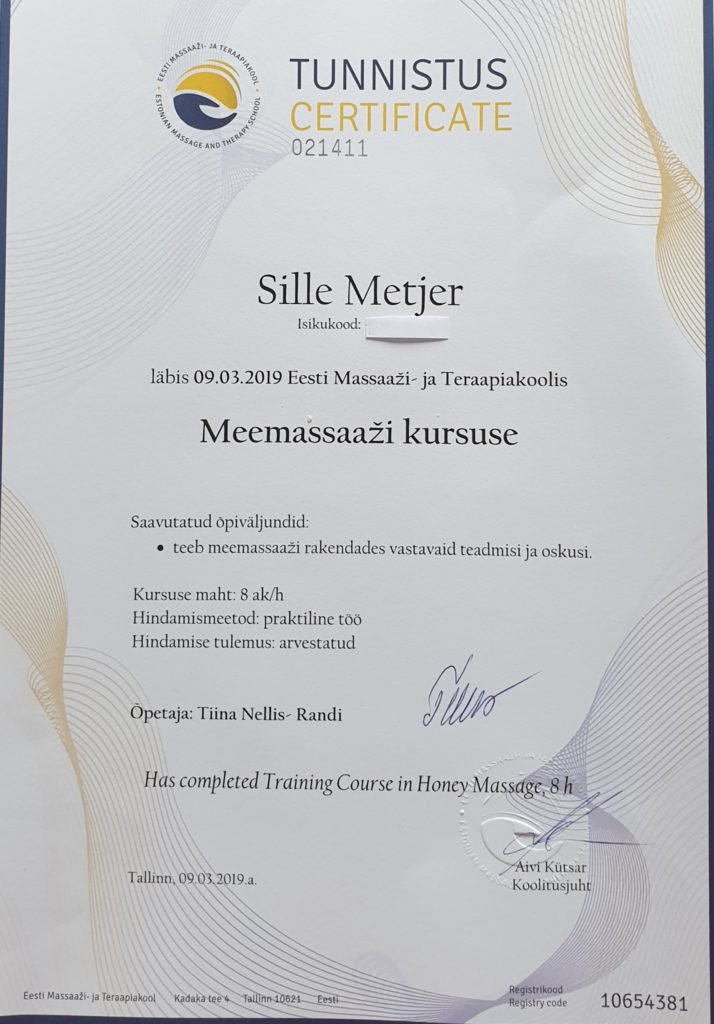 EESTI MASSAAŽI- JA TERAAPIAKOOL
ESTONIAN MASSAGE AND THERAPY SCHOOL
TUNNISTUS
CERTIFICATE
021411
Sille Metjer
Isikukood:
läbis 09.03.2019 Eesti Massaaži- ja Teraapiakoolis
Meemassaaži kursuse
Saavutatud õpiväljundid:
• teeb meemassaaži rakendades vastavaid teadmisi ja oskusi.
Kursuse maht: 8 ak/h
Hindamismeetod: praktiline töö
Hindamise tulemus: arvestatud
Õpetaja: Tiina Nellis- Randi
Has completed Training Course in Honey Massage, 8 h
Aivi Kütsar
Koolitusjuht
Tallinn, 09.03.2019.a.
Eesti Massaaži- ja Teraapiakool Kadaka tee 4 Tallinn 10621 Eesti
Registrikood
Registry code 10654381